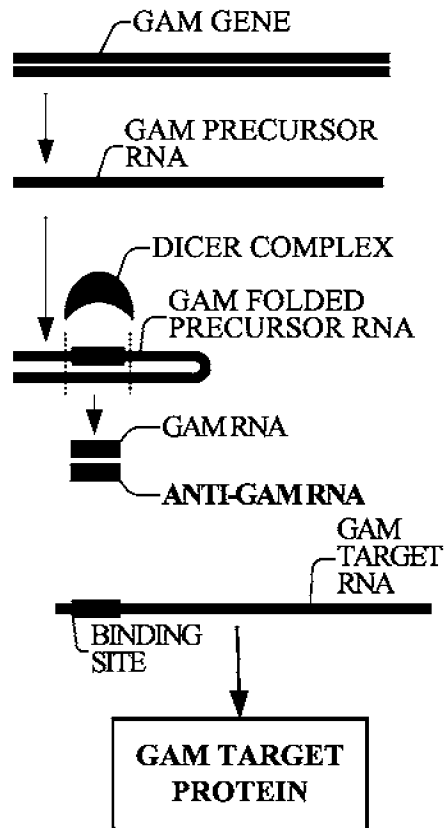 GAM GENE
GAM PRECURSOR
RNA
DICER COMPLEX
GAM FOLDED
PRECURSOR RNA
GAM RNA
ANTI-GAM RNA
GAM
TARGET
RNA
BINDING
SITE
GAM TARGET
PROTEIN